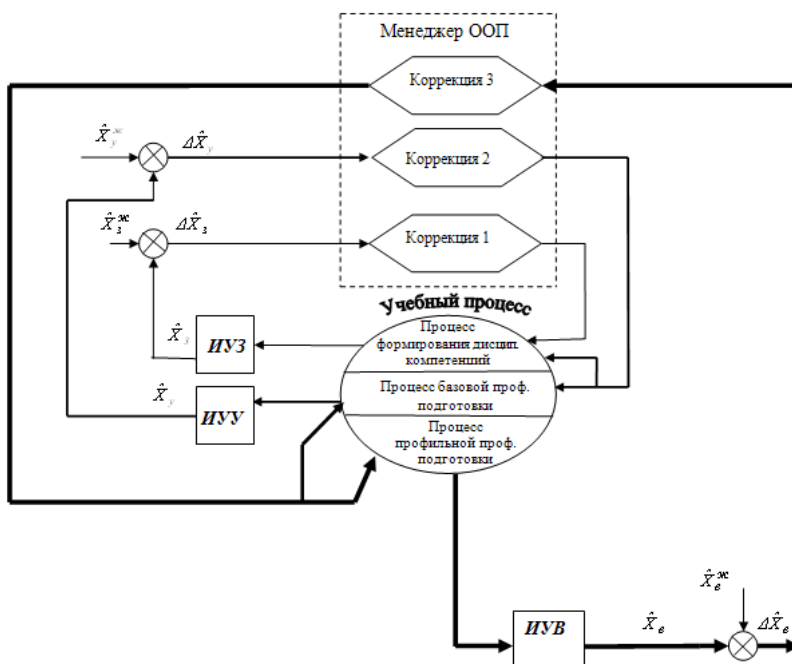 Менеджер ООП
Коррекция 3
X̂ у ж
ΔX̂ у
Коррекция 2
X̂ з ж
ΔX̂ з
Коррекция 1
Учебный процесс
X̂ з
ИУЗ
Процесс
формирования дисцип.
компетенций
X̂ у
ИУУ
Процесс базовой проф.
подготовки
Процесс
профильной проф.
подготовки
X̂ в ж
ИУВ
X̂ в
ΔX̂ в